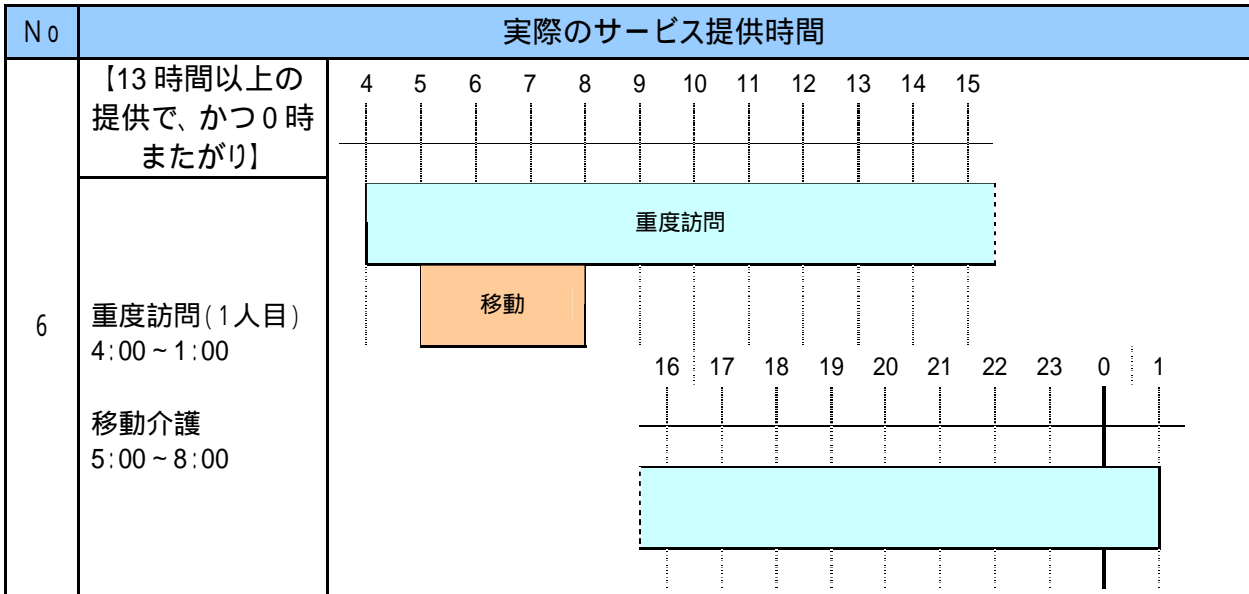 No 実際のサービス提供時間
6
【13時間以上の
提供で、かつ0時
またがり】
重度訪問(1人目)
4:00~1:00
移動介護
5:00~8:00
4 5 6 7 8 9 10 11 12 13 14 15
重度訪問
移動
16 17 18 19 20 21 22 23 0 1